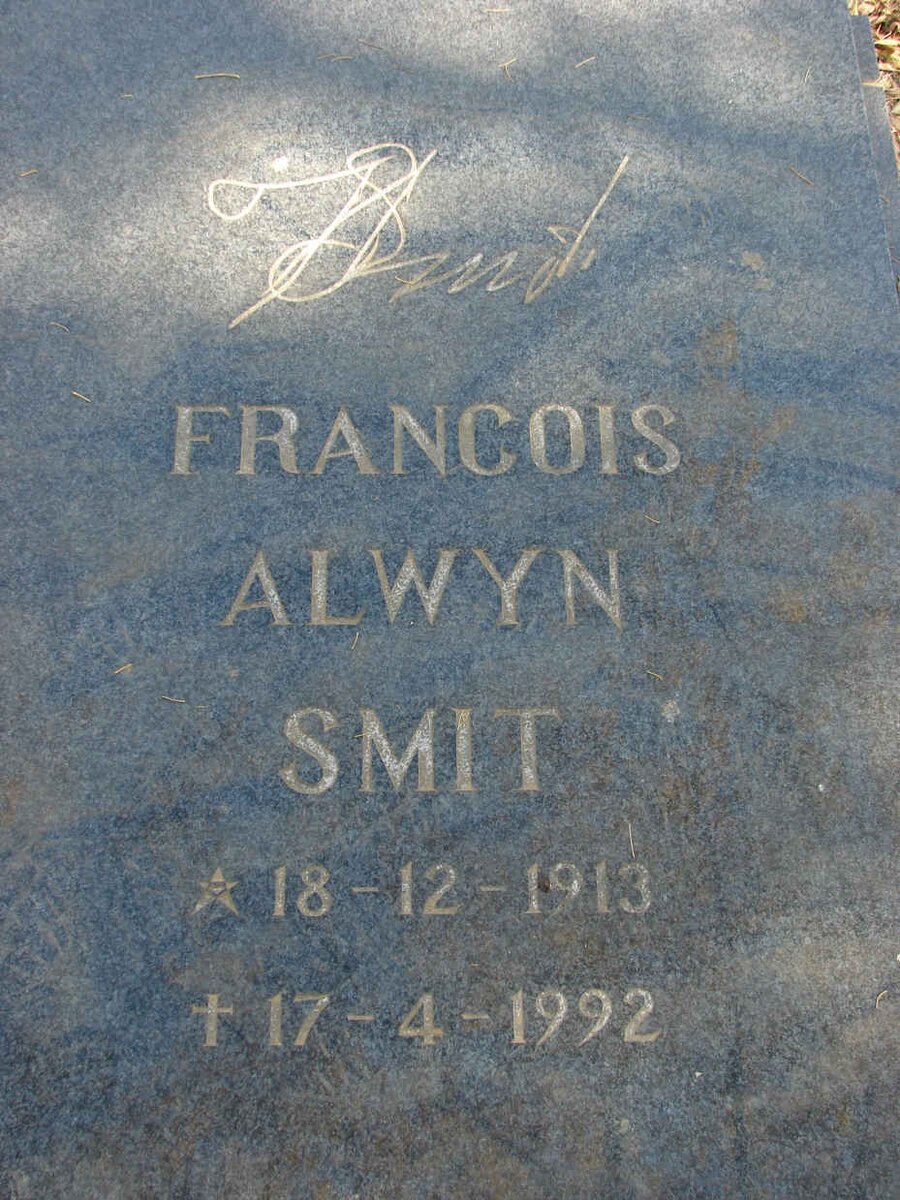 FRANCOIS
ALWYN
SMIT
☆ 18-12-1913
✝ 17-4-1992